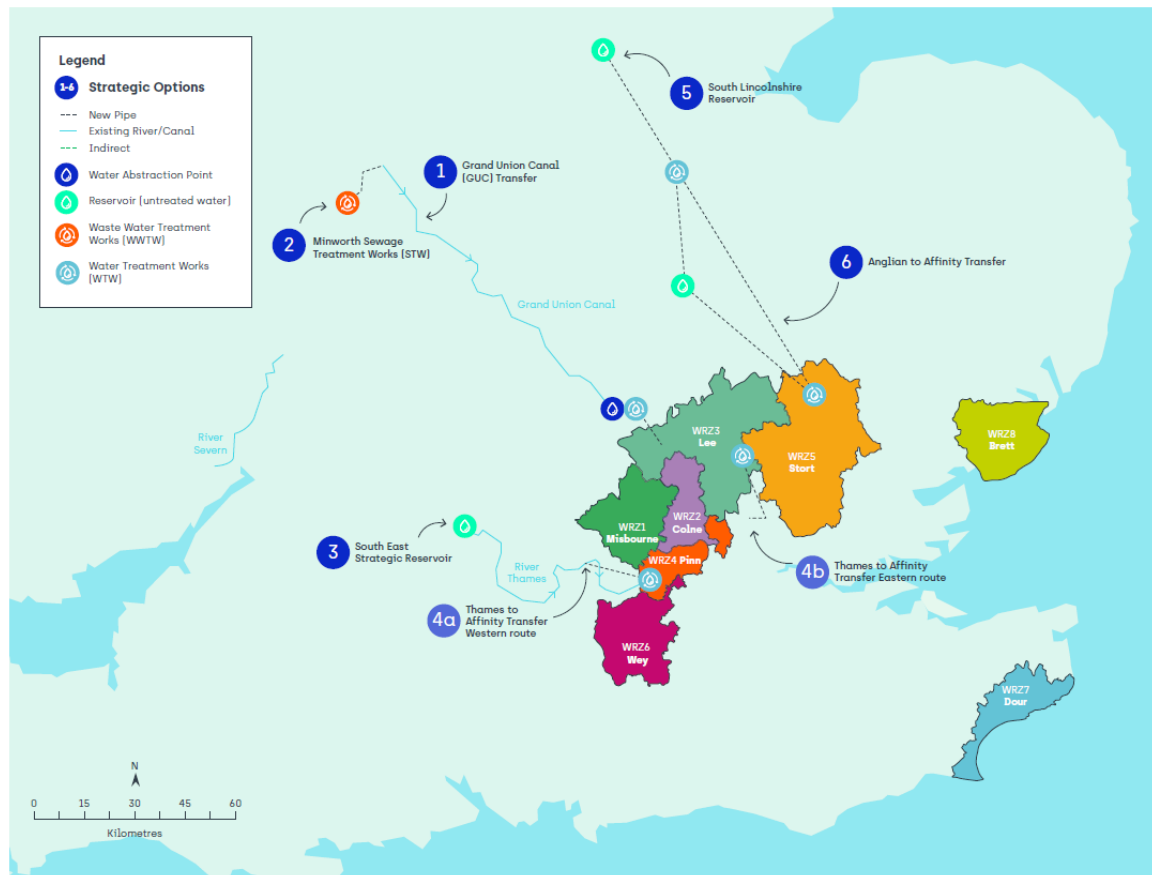 Legend
1-6 Strategic Options
New Pipe
Existing River/Canal
Indirect
Water Abstraction Point
Reservoir (untreated water)
Waste Water Treatment
Works (WWTW)
Water Treatment Works
(WTW)
5
South Lincolnshire
Reservoir
1
Grand Union Canal
(GUC) Transfer
2
Minworth Sewage
Treatment Works (STW)
6
Anglian to Affinity Transfer
Grand Union Canal
River
Severn
WRZ3
Lee
WRZ5
Stort
WRZ8
Brett
WRZ1
Misbourne
WRZ2
Colne
WRZ4 Pinn
3
South East
Strategic Reservoir
River
Thames
4a
Thames to
Affinity Transfer
Western route
4b
Thames to Affinity
Transfer Eastern route
WRZ6
Wey
WRZ7
Dour
N
0 15 30 45 60
Kilometres